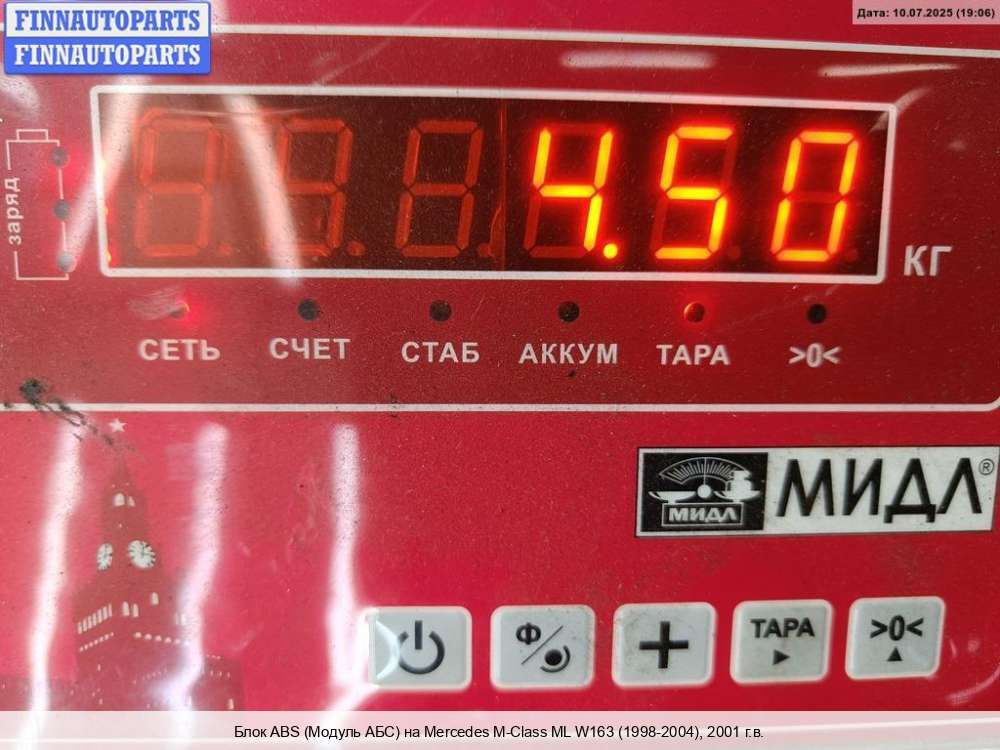 FINNAUTOPARTS
FINNAUTOPARTS
Дата: 10.07.2025 (19:06)
заряд
4.50
КГ
СЕТЬ СЧЕТ СТАБ АККУМ ТАРА >0<
МИДЛ
МИДЛ®
Ф
+
ТАРА
>0<
Блок ABS (Модуль АБС) на Mercedes M-Class ML W163 (1998-2004), 2001 г.в.